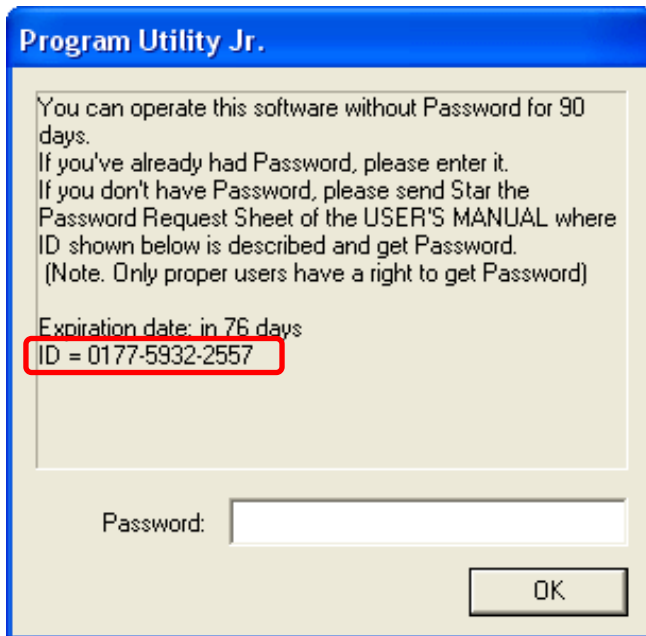 Program Utility Jr.
You can operate this software without Password for 90
days.
If you've already had Password, please enter it.
If you don't have Password, please send Star the
Password Request Sheet of the USER'S MANUAL where
ID shown below is described and get Password.
(Note. Only proper users have a right to get Password)
Expiration date: in 76 days
ID = 0177-5932-2557
Password:
OK